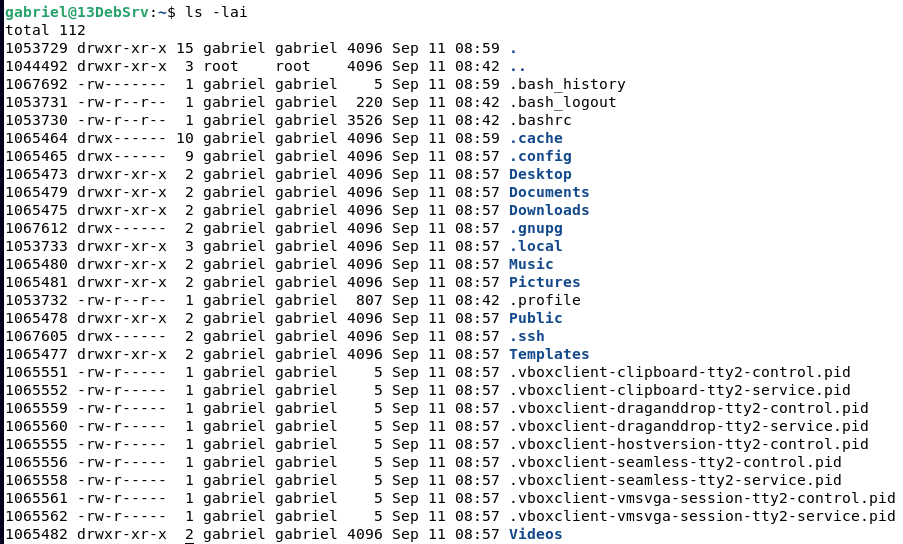 gabriel@13DebSrv:~$ ls -lai
total 112
1053729 drwxr-xr-x 15 gabriel gabriel 4096 Sep 11 08:59 .
1044492 drwxr-xr-x  3 root    root    4096 Sep 11 08:42 ..
1067692 -rw-------  1 gabriel gabriel    5 Sep 11 08:59 .bash_history
1053731 -rw-r--r--  1 gabriel gabriel  220 Sep 11 08:42 .bash_logout
1053730 -rw-r--r--  1 gabriel gabriel 3526 Sep 11 08:42 .bashrc
1065464 drwx------ 10 gabriel gabriel 4096 Sep 11 08:59 .cache
1065465 drwx------  9 gabriel gabriel 4096 Sep 11 08:57 .config
1065473 drwxr-xr-x  2 gabriel gabriel 4096 Sep 11 08:57 Desktop
1065479 drwxr-xr-x  2 gabriel gabriel 4096 Sep 11 08:57 Documents
1065475 drwxr-xr-x  2 gabriel gabriel 4096 Sep 11 08:57 Downloads
1067612 drwx------  2 gabriel gabriel 4096 Sep 11 08:57 .gnupg
1053733 drwxr-xr-x  3 gabriel gabriel 4096 Sep 11 08:57 .local
1065480 drwxr-xr-x  2 gabriel gabriel 4096 Sep 11 08:57 Music
1065481 drwxr-xr-x  2 gabriel gabriel 4096 Sep 11 08:57 Pictures
1053732 -rw-r--r--  1 gabriel gabriel  807 Sep 11 08:42 .profile
1065478 drwxr-xr-x  2 gabriel gabriel 4096 Sep 11 08:57 Public
1067605 drwx------  2 gabriel gabriel 4096 Sep 11 08:57 .ssh
1065477 drwxr-xr-x  2 gabriel gabriel 4096 Sep 11 08:57 Templates
1065551 -rw-r-----  1 gabriel gabriel    5 Sep 11 08:57 .vboxclient-clipboard-tty2-control.pid
1065552 -rw-r-----  1 gabriel gabriel    5 Sep 11 08:57 .vboxclient-clipboard-tty2-service.pid
1065559 -rw-r-----  1 gabriel gabriel    5 Sep 11 08:57 .vboxclient-draganddrop-tty2-control.pid
1065560 -rw-r-----  1 gabriel gabriel    5 Sep 11 08:57 .vboxclient-draganddrop-tty2-service.pid
1065555 -rw-r-----  1 gabriel gabriel    5 Sep 11 08:57 .vboxclient-hostversion-tty2-control.pid
1065556 -rw-r-----  1 gabriel gabriel    5 Sep 11 08:57 .vboxclient-seamless-tty2-control.pid
1065558 -rw-r-----  1 gabriel gabriel    5 Sep 11 08:57 .vboxclient-seamless-tty2-service.pid
1065561 -rw-r-----  1 gabriel gabriel    5 Sep 11 08:57 .vboxclient-vmsvga-session-tty2-control.pid
1065562 -rw-r-----  1 gabriel gabriel    5 Sep 11 08:57 .vboxclient-vmsvga-session-tty2-service.pid
1065482 drwxr-xr-x  2 gabriel gabriel 4096 Sep 11 08:57 Videos